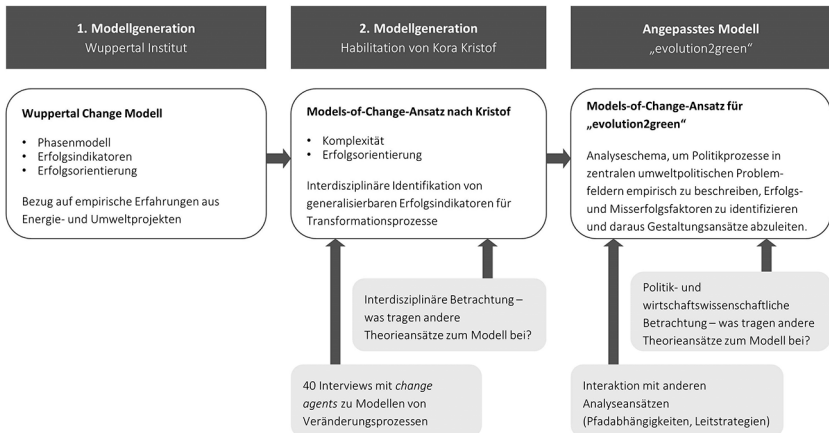 1. Modellgeneration
Wuppertal Institut
2. Modellgeneration
Habilitation von Kora Kristof
Angepasstes Modell
„evolution2green“
Wuppertal Change Modell
• Phasenmodell
• Erfolgsindikatoren
• Erfolgsorientierung
Bezug auf empirische Erfahrungen aus
Energie- und Umweltprojekten
Models-of-Change-Ansatz nach Kristof
• Komplexität
• Erfolgsorientierung
Interdisziplinäre Identifikation von
generalisierbaren Erfolgsindikatoren für
Transformationsprozesse
Models-of-Change-Ansatz für
„evolution2green“
Analyseschema, um Politikprozesse in
zentralen umweltpolitischen Problem-
feldern empirisch zu beschreiben, Erfolgs-
und Misserfolgsfaktoren zu identifizieren
und daraus Gestaltungsansätze abzuleiten.
Interdisziplinäre Betrachtung –
was tragen andere
Theorieansätze zum Modell bei?
Politik- und
wirtschaftswissenschaftliche
Betrachtung – was tragen andere
Theorieansätze zum Modell bei?
40 Interviews mit change
agents zu Modellen von
Veränderungsprozessen
Interaktion mit anderen
Analyseansätzen
(Pfadabhängigkeiten, Leitstrategien)